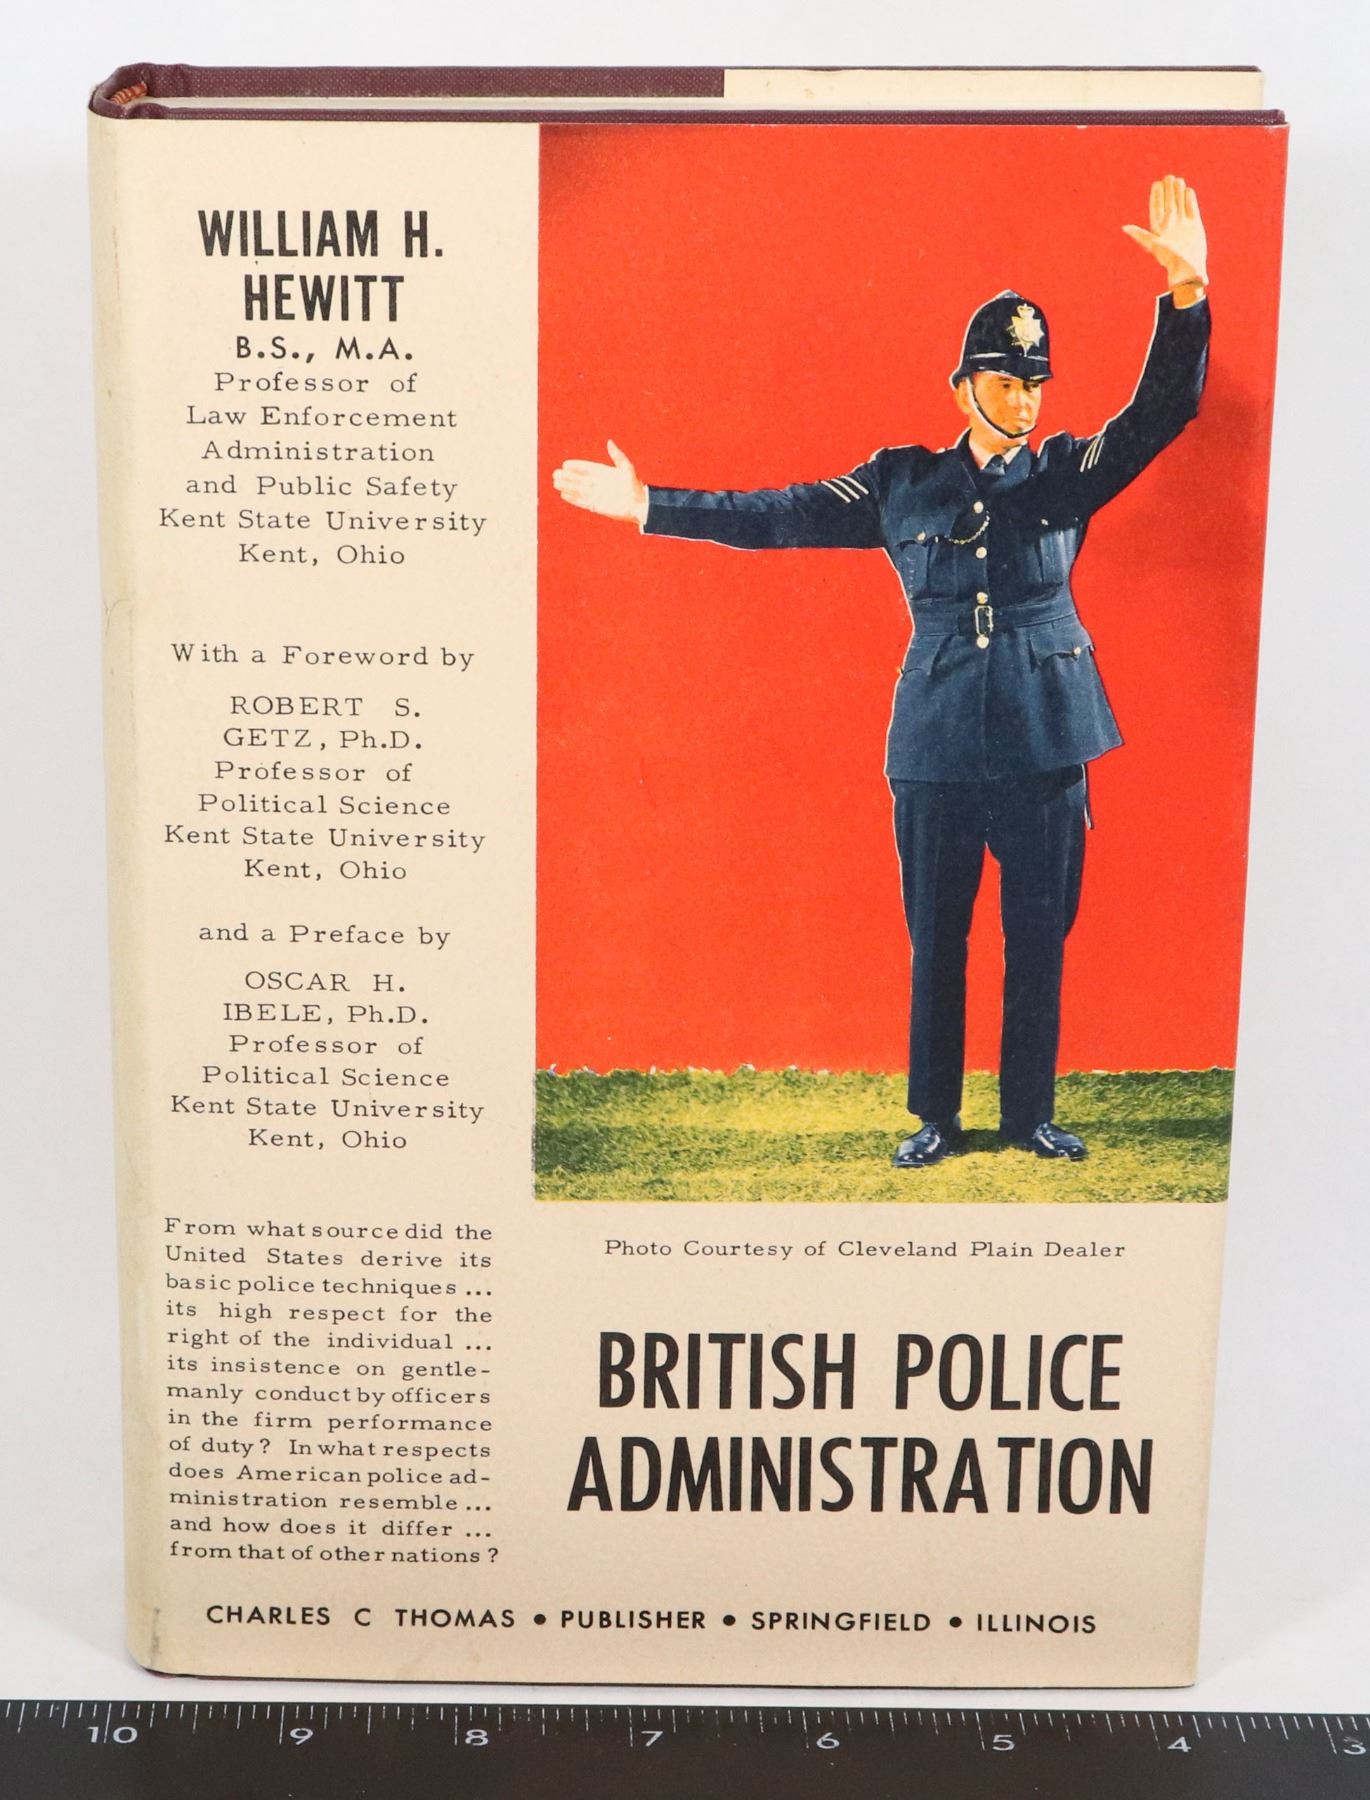 WILLIAM H.
HEWITT
B.S., M.A.
Professor of
Law Enforcement
Administration
and Public Safety
Kent State University
Kent, Ohio
With a Foreword by
ROBERT S.
GETZ, Ph.D.
Professor of
Political Science
Kent State University
Kent, Ohio
and a Preface by
OSCAR H.
IBELE, Ph.D.
Professor of
Political Science
Kent State University
Kent, Ohio
From what source did the
United States derive its
basic police techniques ...
its high respect for the
right of the individual ...
its insistence on gentle-
manly conduct by officers
in the firm performance
of duty? In what respects
does American police ad-
ministration resemble ...
and how does it differ ...
from that of other nations?
Photo Courtesy of Cleveland Plain Dealer
BRITISH POLICE
ADMINISTRATION
CHARLES C THOMAS • PUBLISHER • SPRINGFIELD • ILLINOIS
10 9 8 7 6 5 4 3